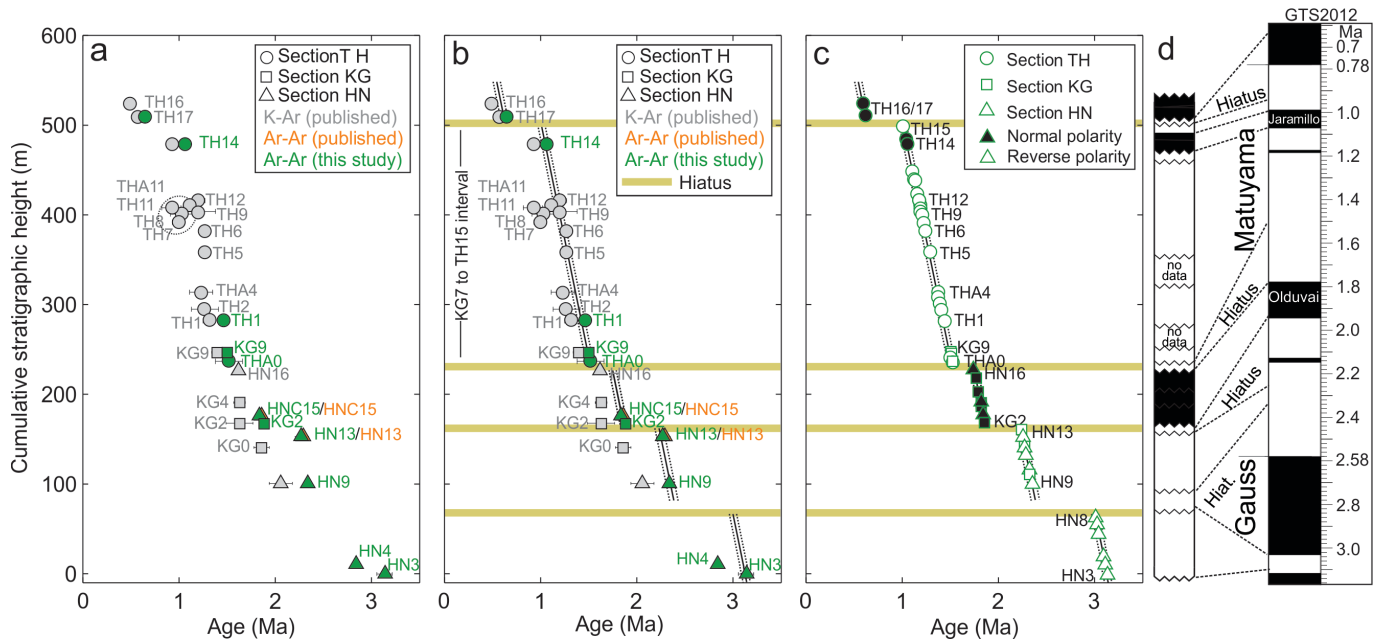 a
SectionT H
Section KG
Section HN
K-Ar (published)
Ar-Ar (published)
Ar-Ar (this study)
TH16
TH17
TH14
THA11
TH11
TH12
TH8
TH9
TH7
TH6
TH5
THA4
TH2
TH1
TH1
KG9
KG9
THA0
HN16
KG4
HNC15/HNC15
KG2
KG2
HN13/HN13
KG0
HN9
HN4
HN3
Cumulative stratigraphic height (m)
600
500
400
300
200
100
0
0
1
2
3
Age (Ma)
b
Section TH
Section KG
Section HN
K-Ar (published)
Ar-Ar (published)
Ar-Ar (this study)
Hiatus
KG7 to TH15 interval
TH16
TH17
TH14
THA11
TH11
TH12
TH8
TH9
TH7
TH6
TH5
THA4
TH2
TH1
TH1
KG9
KG9
THA0
HN16
KG4
HNC15/HNC15
KG2
KG2
HN13/HN13
KG0
HN9
HN4
HN3
0
1
2
3
Age (Ma)
c
Section TH
Section KG
Section HN
Normal polarity
Reverse polarity
TH16/17
TH15
TH14
TH12
TH9
TH6
TH5
THA4
TH1
KG9
THA0
HN16
KG2
HN13
HN9
HN8
HN3
0
1
2
3
Age (Ma)
d
GTS2012
Ma
0.7
0.78
1.0
1.2
1.4
1.6
1.8
2.0
2.2
2.4
2.58
2.8
3.0
Hiatus
Jaramillo
Matuyama
no
data
Hiatus
Olduvai
no
data
Hiatus
Hiat.
Gauss